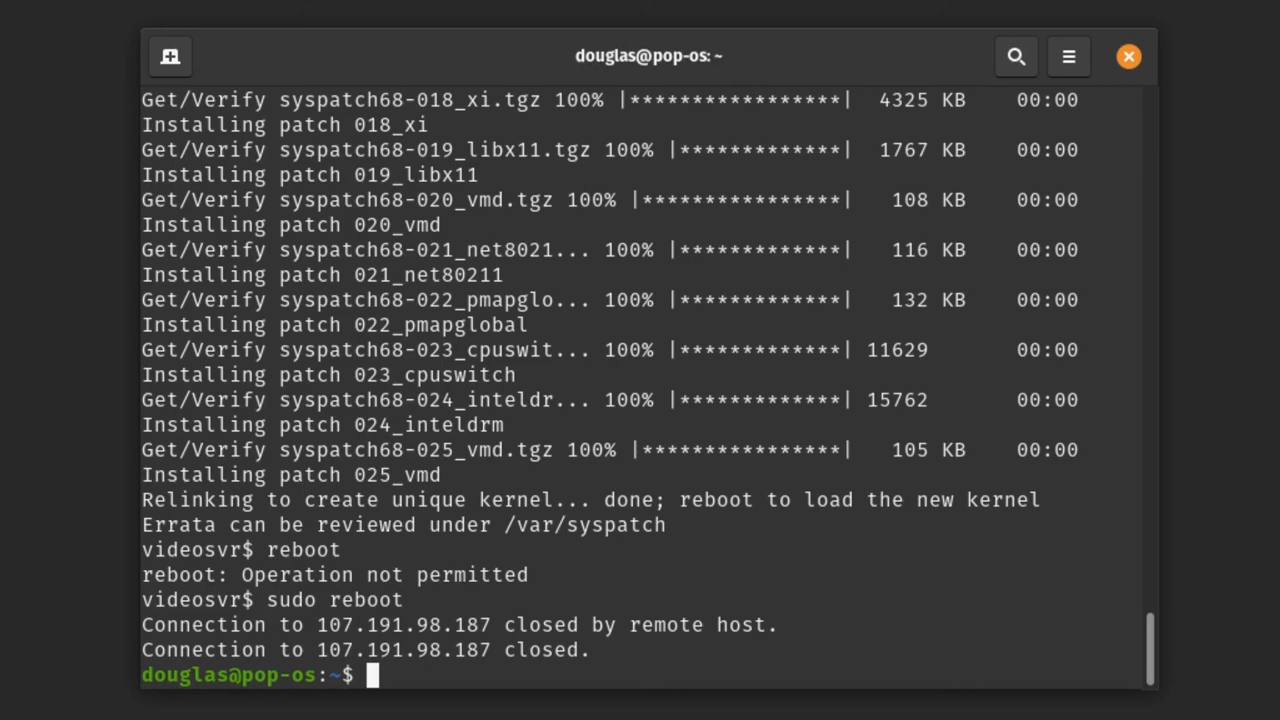 douglas@pop-os: ~
Get/Verify syspatch68-018_xi.tgz 100% |*****************|  4325 KB    00:00
Installing patch 018_xi
Get/Verify syspatch68-019_libx11.tgz 100% |*************|  1767 KB    00:00
Installing patch 019_libx11
Get/Verify syspatch68-020_vmd.tgz 100% |****************|   108 KB    00:00
Installing patch 020_vmd
Get/Verify syspatch68-021_net8021... 100% |*************|   116 KB    00:00
Installing patch 021_net80211
Get/Verify syspatch68-022_pmapglo... 100% |*************|   132 KB    00:00
Installing patch 022_pmapglobal
Get/Verify syspatch68-023_cpuswit... 100% |*************| 11629       00:00
Installing patch 023_cpuswitch
Get/Verify syspatch68-024_inteldr... 100% |*************| 15762       00:00
Installing patch 024_inteldrm
Get/Verify syspatch68-025_vmd.tgz 100% |****************|   105 KB    00:00
Installing patch 025_vmd
Relinking to create unique kernel... done; reboot to load the new kernel
Errata can be reviewed under /var/syspatch
videosvr$ reboot
reboot: Operation not permitted
videosvr$ sudo reboot
Connection to 107.191.98.187 closed by remote host.
Connection to 107.191.98.187 closed.
douglas@pop-os:~$